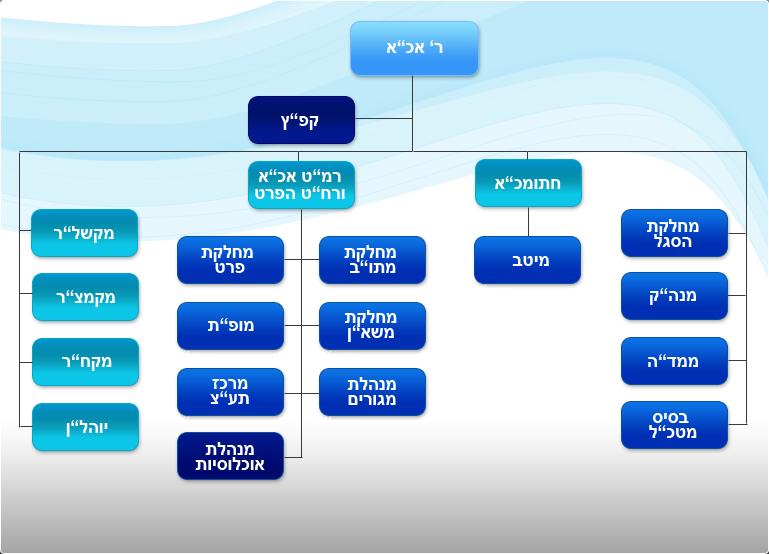 ר' אכ"א
קפ"ץ
רמ"ט אכ"א
ורח"ט הפרט
חתומכ"א
מחלקת
הסגל
מנה"ק
ממד"ה
בסיס
מטכ"ל
מיטב
מחלקת
מתו"ב
מחלקת
משא"ן
מנהלת
מגורים
מחלקת
פרט
מופ"ת
מרכז
תע"צ
מנהלת
אוכלוסיות
מקשל"ר
מקמצ"ר
מקח"ר
יוהל"ן